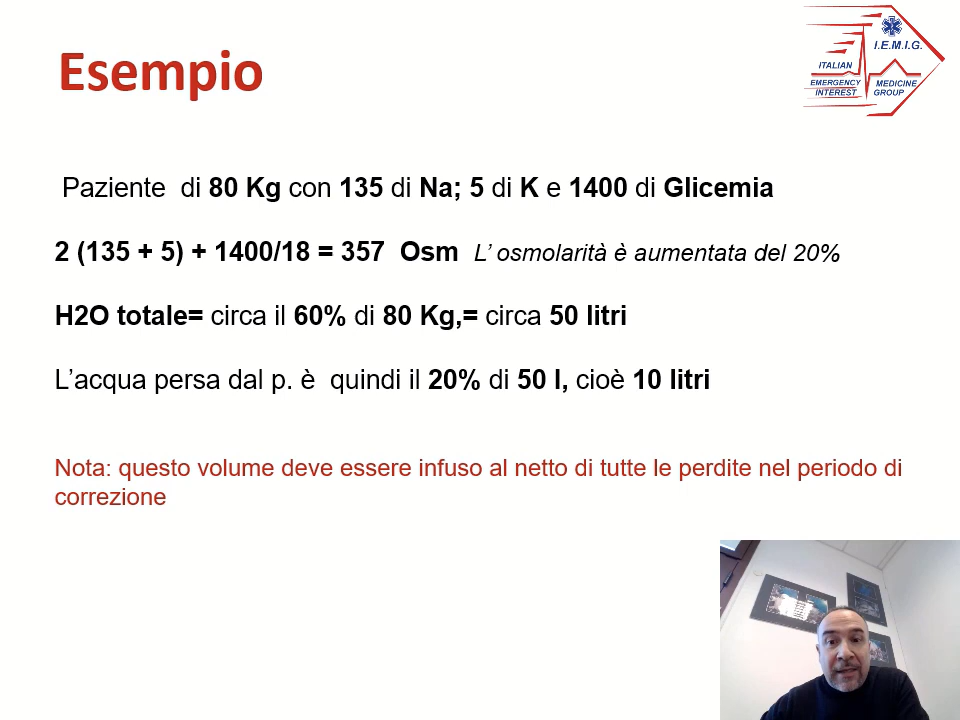 Esempio
I.E.M.I.G.
ITALIAN
EMERGENCY
INTEREST
MEDICINE
GROUP
Paziente di 80 Kg con 135 di Na; 5 di K e 1400 di Glicemia
2 (135 + 5) + 1400/18 = 357 Osm L' osmolarità è aumentata del 20%
H2O totale= circa il 60% di 80 Kg,= circa 50 litri
L'acqua persa dal p. è quindi il 20% di 50 l, cioè 10 litri
Nota: questo volume deve essere infuso al netto di tutte le perdite nel periodo di
correzione